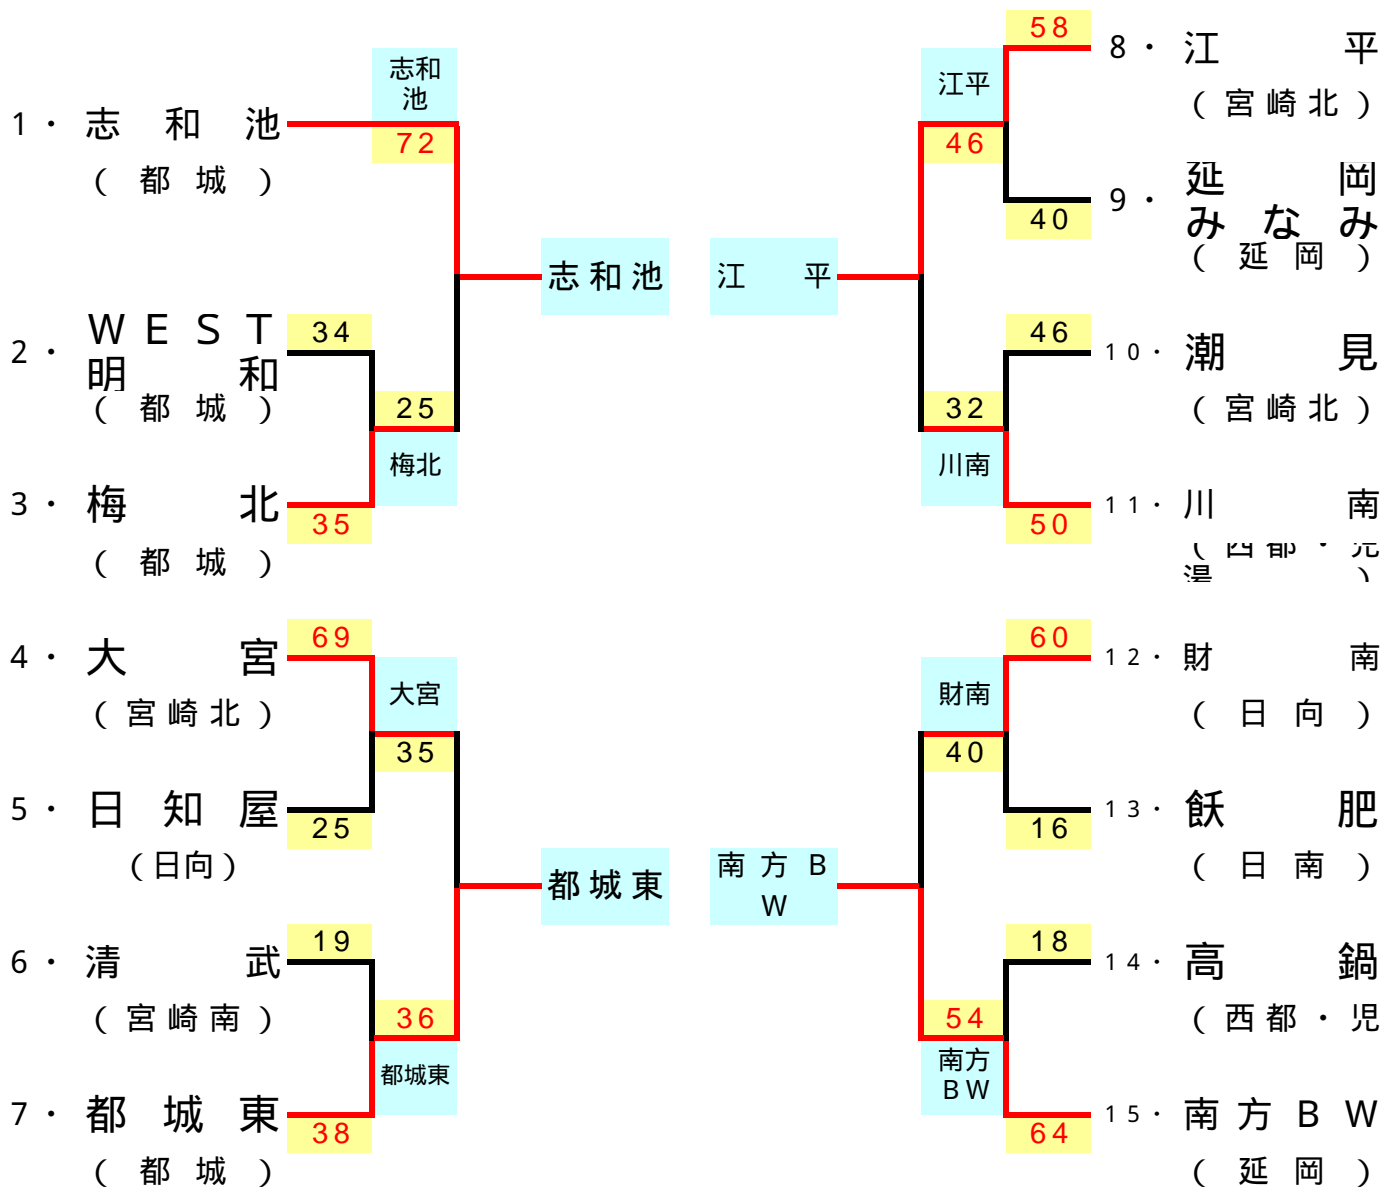 志和
池
1・志和池
72
(都城)
志和池
34
2・WEST
明和
(都城)
25
梅北
3・梅北
35
(都城)
69
4・大宮
大宮
(宮崎北)
35
5・日知屋
25
(日向)
都城東
19
6・清武
(宮崎南)
36
都城東
7・都城東
38
(都城)
58
8・江平
江平
(宮崎北)
46
9・延岡
みなみ
40
(延岡)
江平
46
10・潮見
(宮崎北)
32
川南
11・川南
50
(西都・児
湯)
60
12・財南
財南
(日向)
40
13・飫肥
16
(日南)
南方B
W
18
14・高鍋
(西都・児
54
南方
BW
15・南方BW
64
(延岡)